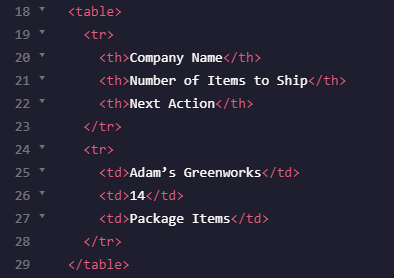 18 <table>
19 <tr>
20 <th>Company Name</th>
21 <th>Number of Items to Ship</th>
22 <th>Next Action</th>
23 </tr>
24 <tr>
25 <td>Adam’s Greenworks</td>
26 <td>14</td>
27 <td>Package Items</td>
28 </tr>
29 </table>